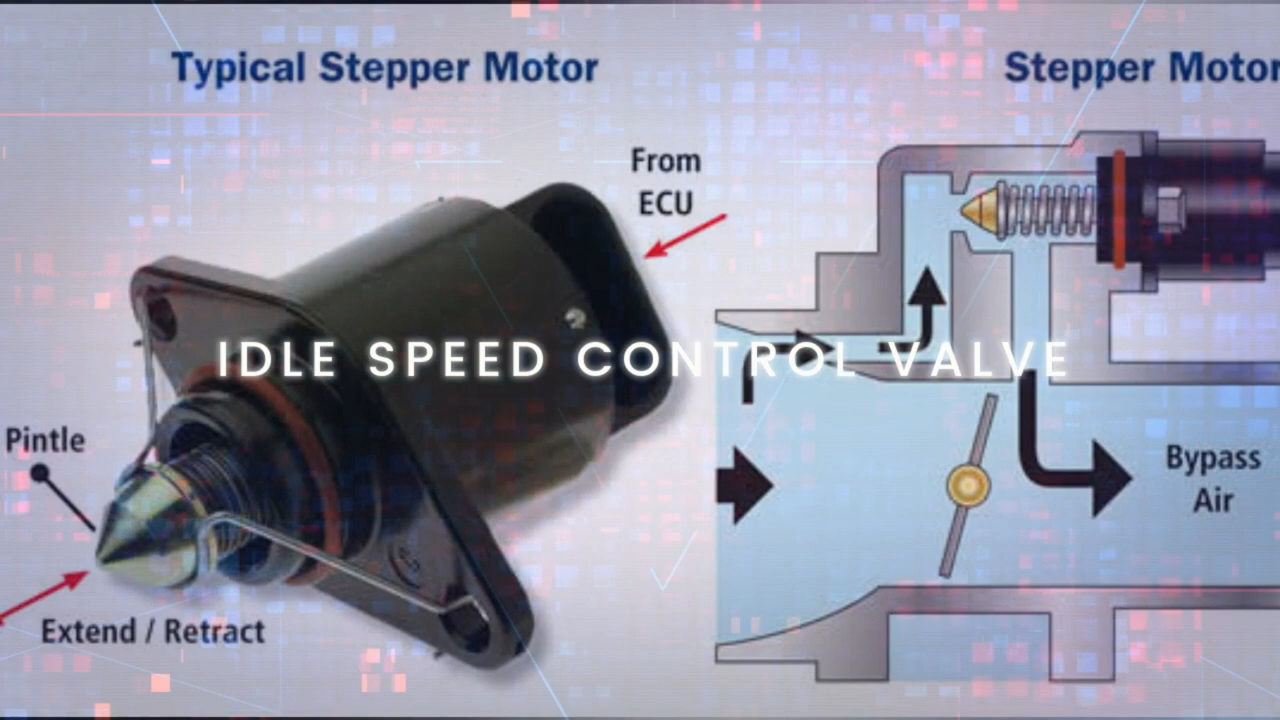 Typical Stepper Motor
Stepper Motor
From
ECU
IDLE SPEED CONTROL VALVE
Pintle
Bypass
Air
Extend / Retract